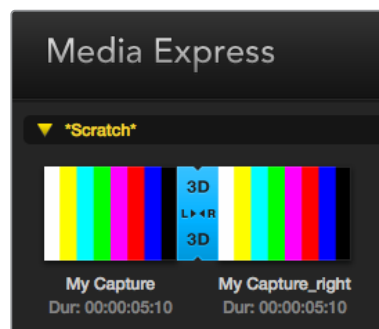 Media Express
*Scratch*
3D
L R
3D
My Capture
My Capture_right
Dur: 00:00:05:10
Dur: 00:00:05:10